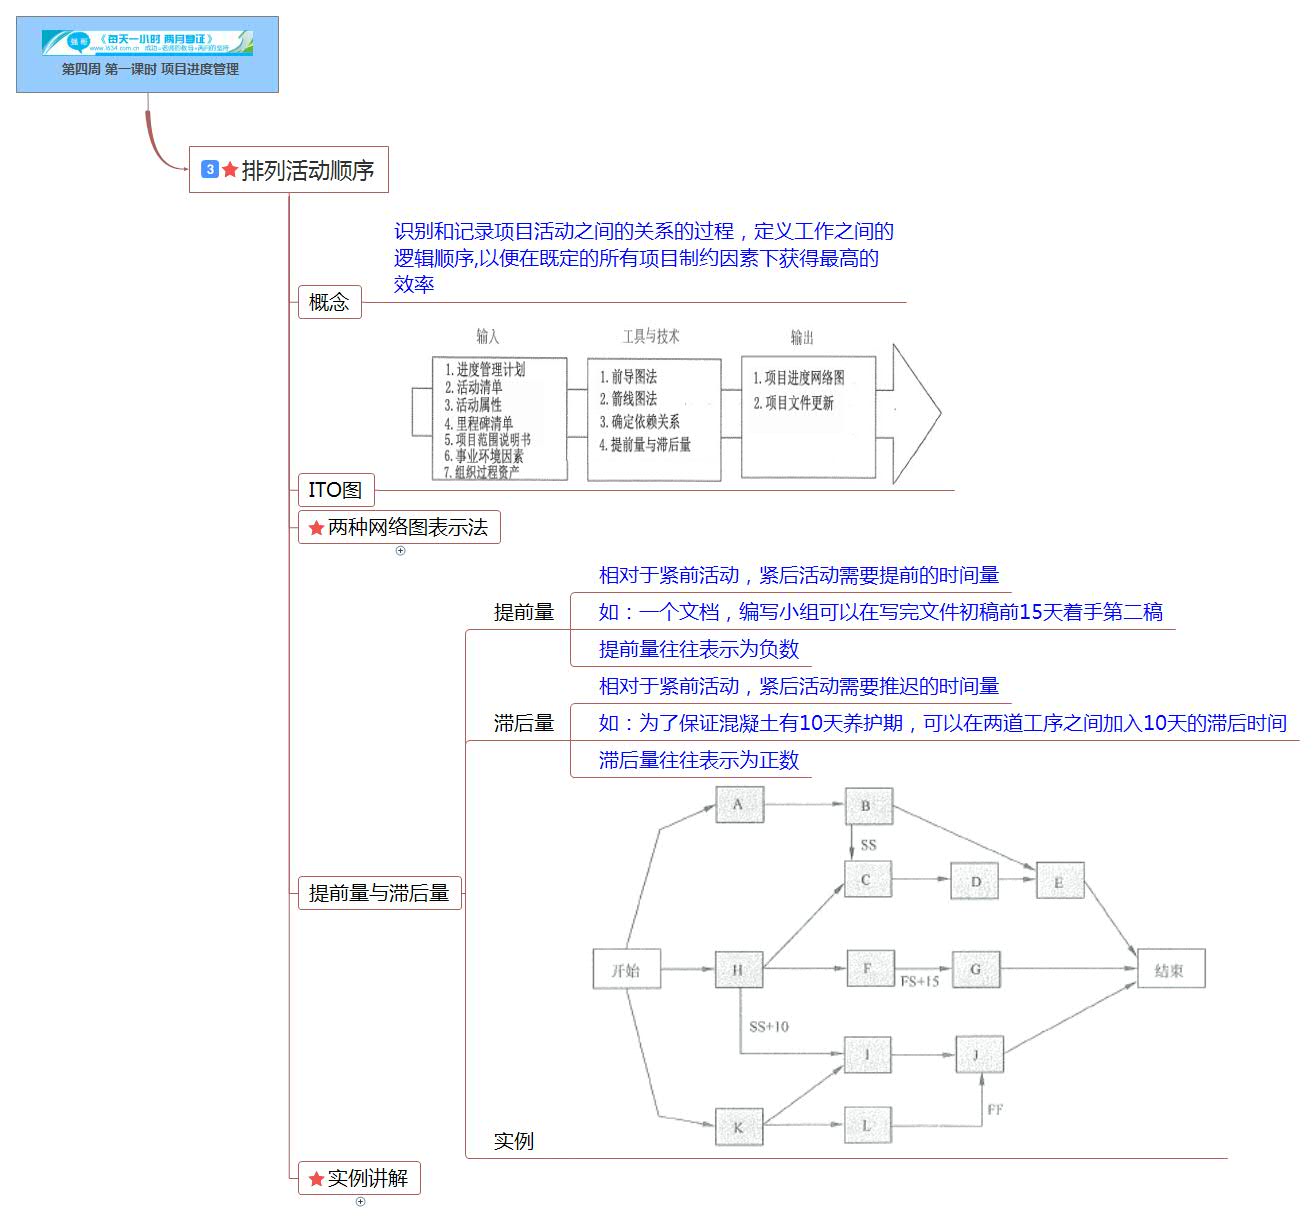 《每天一小时 两月拿证》
第四周 第一课时 项目进度管理
3
排列活动顺序
识别和记录项目活动之间的关系的过程，定义工作之间的
逻辑顺序,以便在既定的所有项目制约因素下获得最高的
效率
概念
输入
1.进度管理计划
2.活动清单
3.活动属性
4.里程碑清单
5.项目范围说明书
6.事业环境因素
7.组织过程资产
工具与技术
1.前导图法
2.箭线图法
3.确定依赖关系
4.提前量与滞后量
输出
1.项目进度网络图
2.项目文件更新
ITO图
两种网络图表示法
提前量与滞后量
提前量
相对于紧前活动，紧后活动需要提前的时间量
如：一个文档，编写小组可以在写完文件初稿前15天着手第二稿
提前量往往表示为负数
滞后量
相对于紧前活动，紧后活动需要推迟的时间量
如：为了保证混凝土有10天养护期，可以在两道工序之间加入10天的滞后时间
滞后量往往表示为正数
实例
A
B
SS
C
D
E
开始
H
F
FS+15
G
结束
SS+10
I
J
K
L
FF
实例讲解